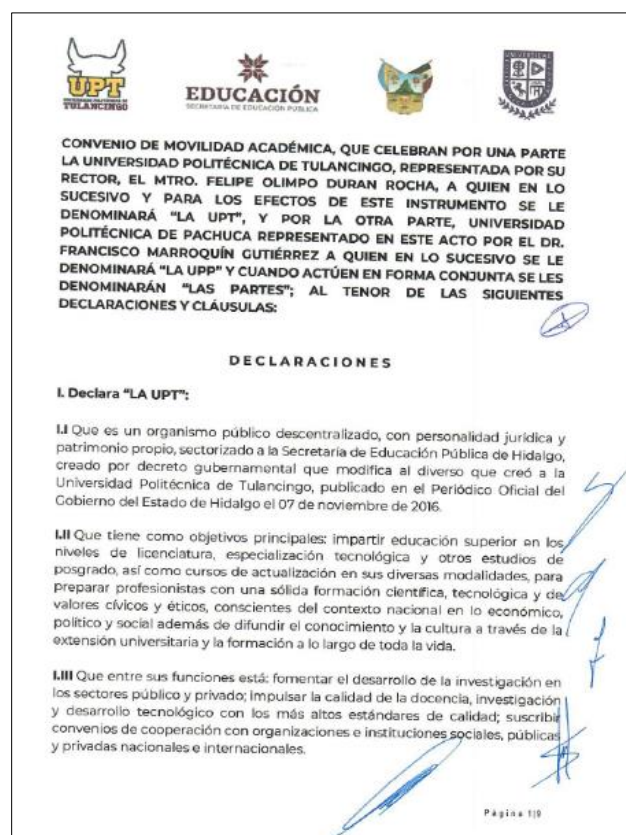 UPT
UNIVERSIDAD POLITÉCNICA DE
TULANCINGO
EDUCACIÓN
SECRETARÍA DE EDUCACIÓN PÚBLICA
CONVENIO DE MOVILIDAD ACADÉMICA, QUE CELEBRAN POR UNA PARTE
LA UNIVERSIDAD POLITÉCNICA DE TULANCINGO, REPRESENTADA POR SU
RECTOR, EL MTRO. FELIPE OLIMPO DURAN ROCHA, A QUIEN EN LO
SUCESIVO Y PARA LOS EFECTOS DE ESTE INSTRUMENTO SE LE
DENOMINARÁ “LA UPT”, Y POR LA OTRA PARTE, UNIVERSIDAD
POLITÉCNICA DE PACHUCA REPRESENTADO EN ESTE ACTO POR EL DR.
FRANCISCO MARROQUÍN GUTIÉRREZ A QUIEN EN LO SUCESIVO SE LE
DENOMINARÁ “LA UPP” Y CUANDO ACTÚEN EN FORMA CONJUNTA SE LES
DENOMINARÁN “LAS PARTES”; AL TENOR DE LAS SIGUIENTES
DECLARACIONES Y CLÁUSULAS:
DECLARACIONES
I. Declara “LA UPT”:
I.I Que es un organismo público descentralizado, con personalidad jurídica y
patrimonio propio, sectorizado a la Secretaría de Educación Pública de Hidalgo,
creado por decreto gubernamental que modifica al diverso que creó a la
Universidad Politécnica de Tulancingo, publicado en el Periódico Oficial del
Gobierno del Estado de Hidalgo el 07 de noviembre de 2016.
I.II Que tiene como objetivos principales: impartir educación superior en los
niveles de licenciatura, especialización tecnológica y otros estudios de
posgrado, así como cursos de actualización en sus diversas modalidades, para
preparar profesionistas con una sólida formación científica, tecnológica y de
valores cívicos y éticos, conscientes del contexto nacional en lo económico,
político y social además de difundir el conocimiento y la cultura a través de la
extensión universitaria y la formación a lo largo de toda la vida.
I.III Que entre sus funciones está: fomentar el desarrollo de la investigación en
los sectores público y privado; impulsar la calidad de la docencia, investigación
y desarrollo tecnológico con los más altos estándares de calidad; suscribir
convenios de cooperación con organizaciones e instituciones sociales, públicas
y privadas nacionales e internacionales.
Página 1|9